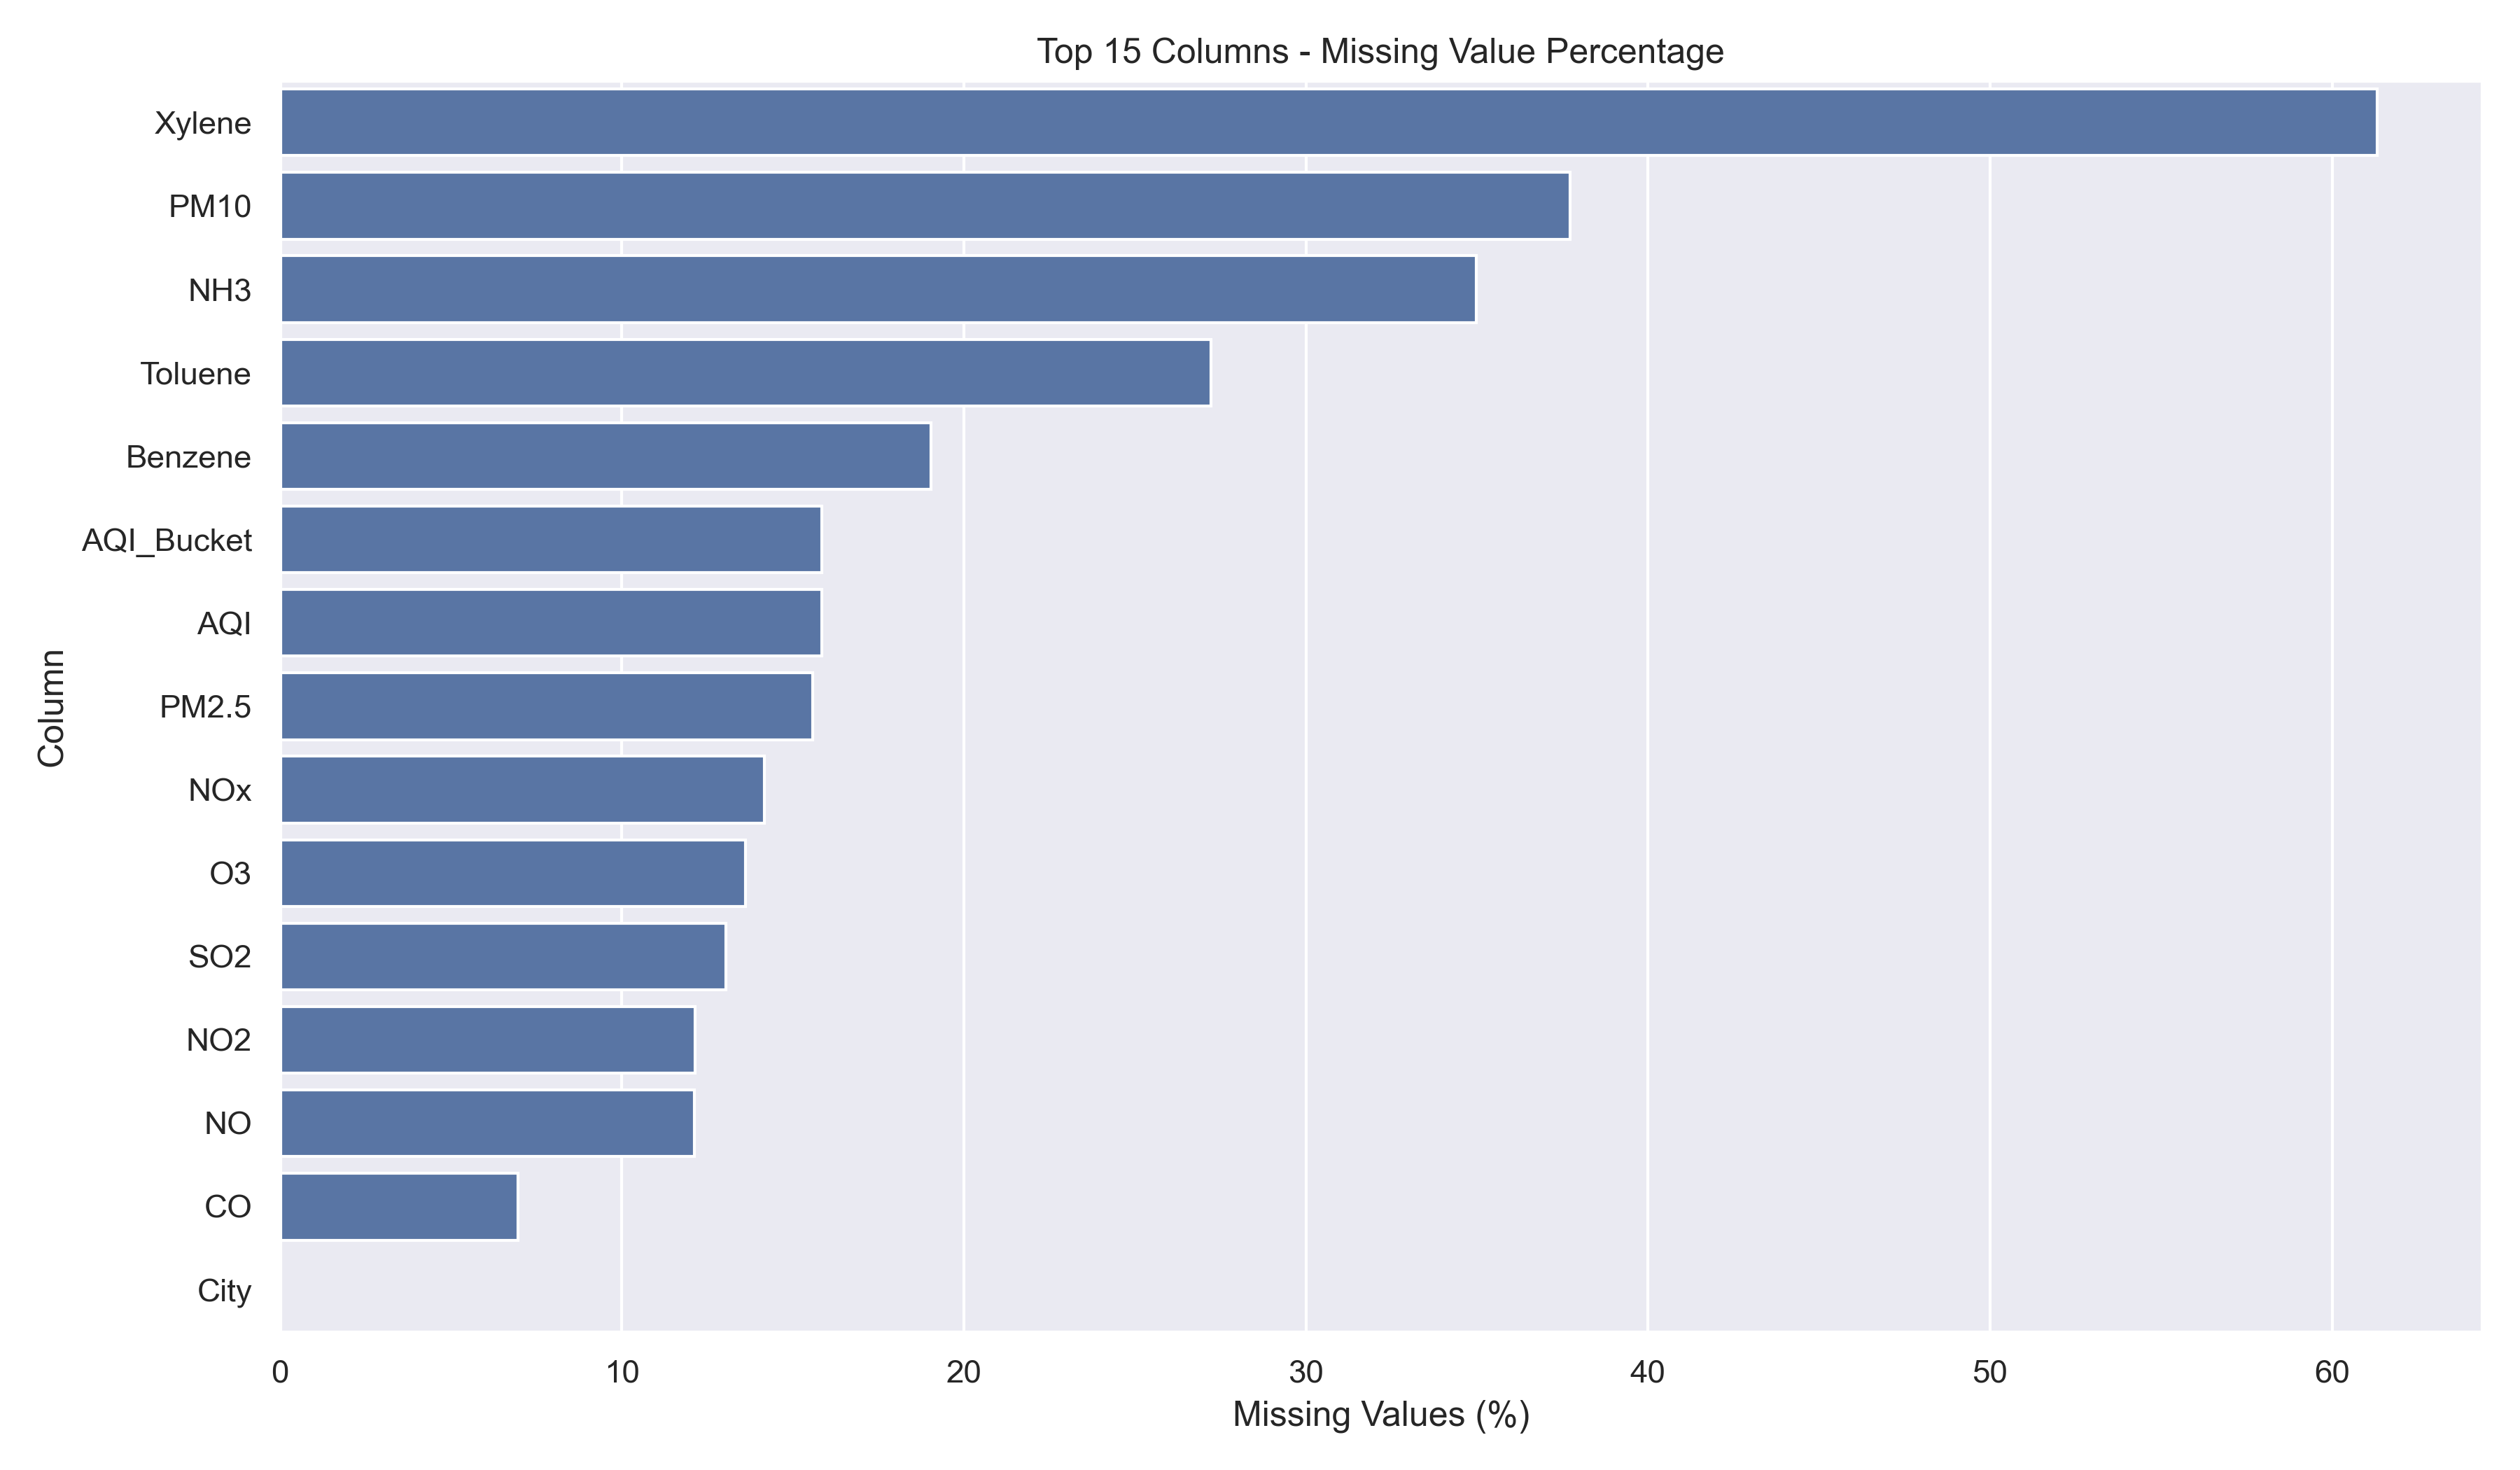 Top 15 Columns - Missing Value Percentage
Xylene
PM10
NH3
Toluene
Benzene
AQI_Bucket
AQI
PM2.5
NOx
O3
SO2
NO2
NO
CO
City
Column
0 10 20 30 40 50 60
Missing Values (%)